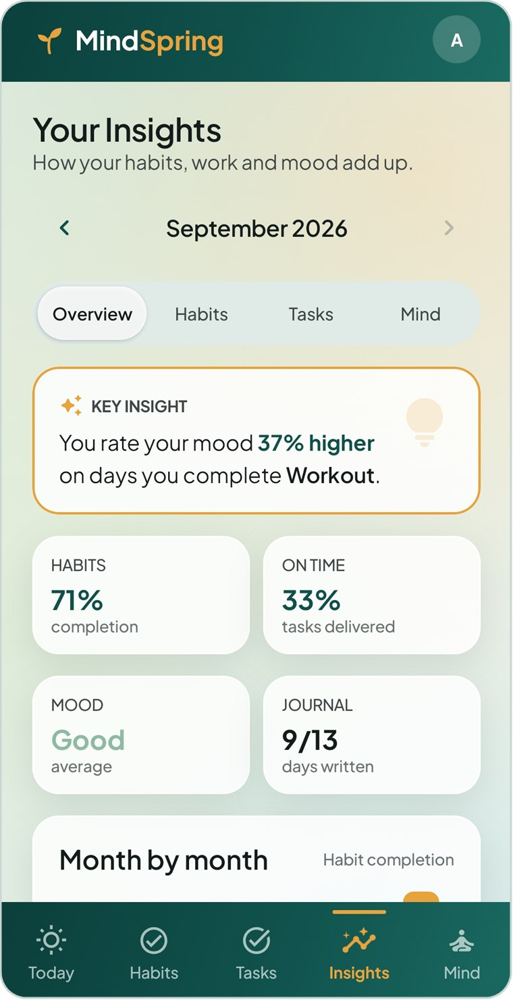 MindSpring
A
Your Insights
How your habits, work and mood add up.
September 2026
Overview
Habits
Tasks
Mind
KEY INSIGHT
You rate your mood 37% higher
on days you complete Workout.
HABITS
71%
completion
ON TIME
33%
tasks delivered
MOOD
Good
average
JOURNAL
9/13
days written
Month by month
Habit completion
Today
Habits
Tasks
Insights
Mind